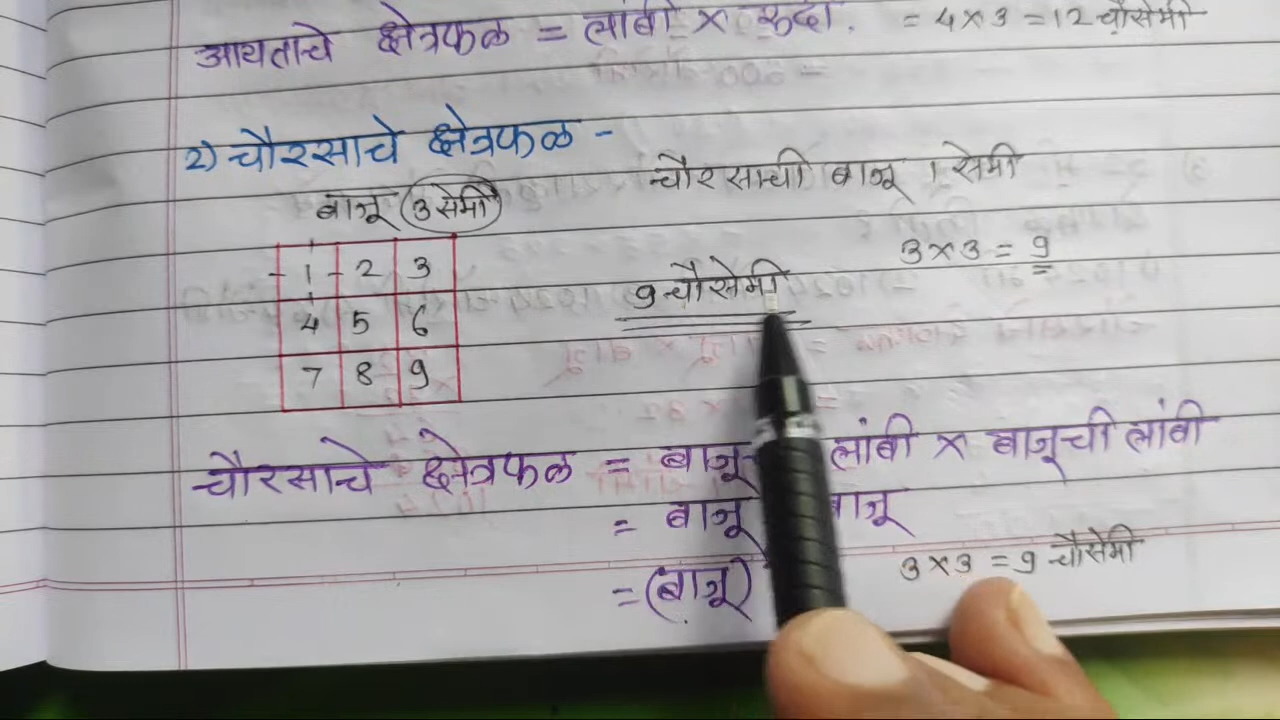 आयताचे क्षेत्रफळ = लांबी × रुंदी. = 4 × 3 = 12 चौसेमी
2) चौरसाचे क्षेत्रफळ -
चौरसाची बाजू 1 सेमी
बाजू 3 सेमी
3 × 3 = 9
1 2 3
9 चौसेमी
4 5 6
7 8 9
चौरसाचे क्षेत्रफळ = लांबी × बाजूची लांबी
= बाजू
= (बाजू)
3 × 3 = 9 चौसेमी